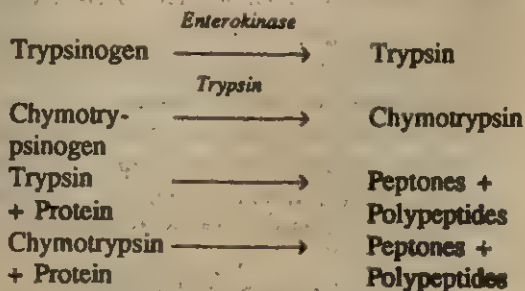 Enterokinase
Trypsinogen ⟶ Trypsin
Trypsin
Chymotry- ⟶ Chymotrypsin
psinogen
Trypsin ⟶ Peptones +
+ Protein Polypeptides
Chymotrypsin ⟶ Peptones +
+ Protein Polypeptides